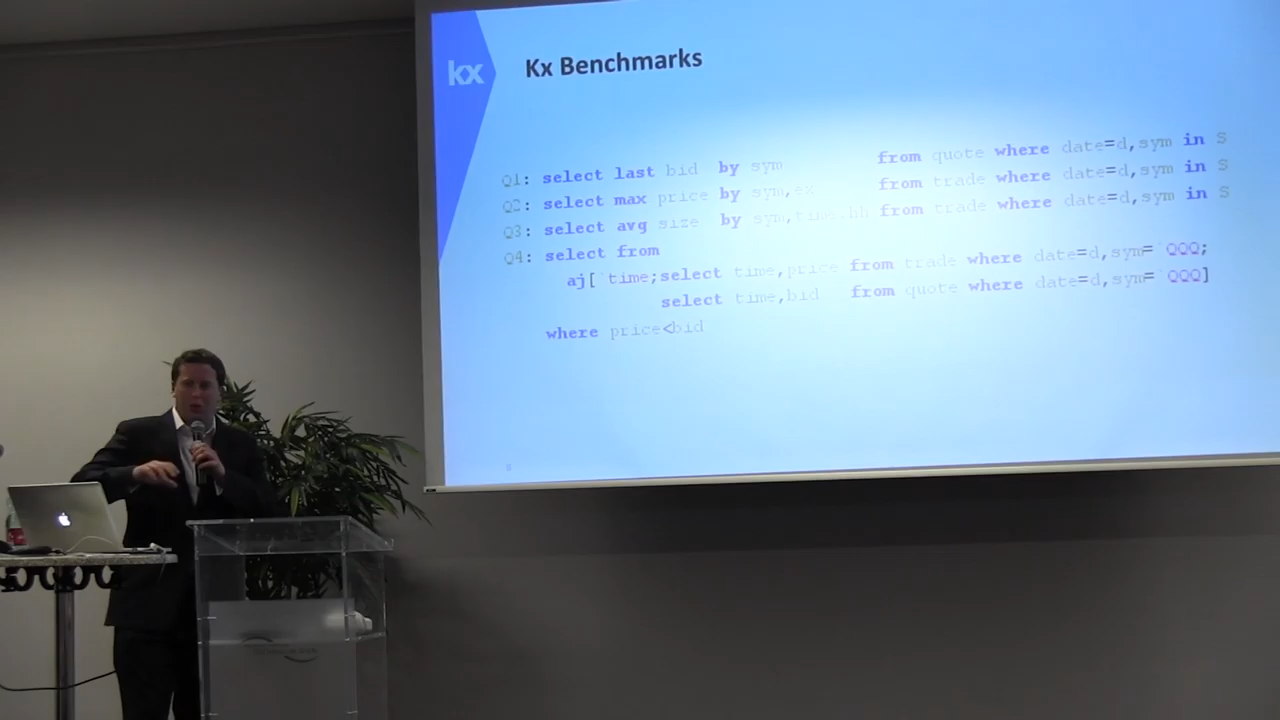 kx
Kx Benchmarks
Q1: select last bid by sym from quote where date=d,sym in S
Q2: select max price by sym,ex from trade where date=d,sym in S
Q3: select avg size by sym,time.hh from trade where date=d,sym in S
Q4: select from
aj[`time;select time,price from trade where date=d,sym=`QQQ;
select time,bid from quote where date=d,sym=`QQQ]
where price<bid